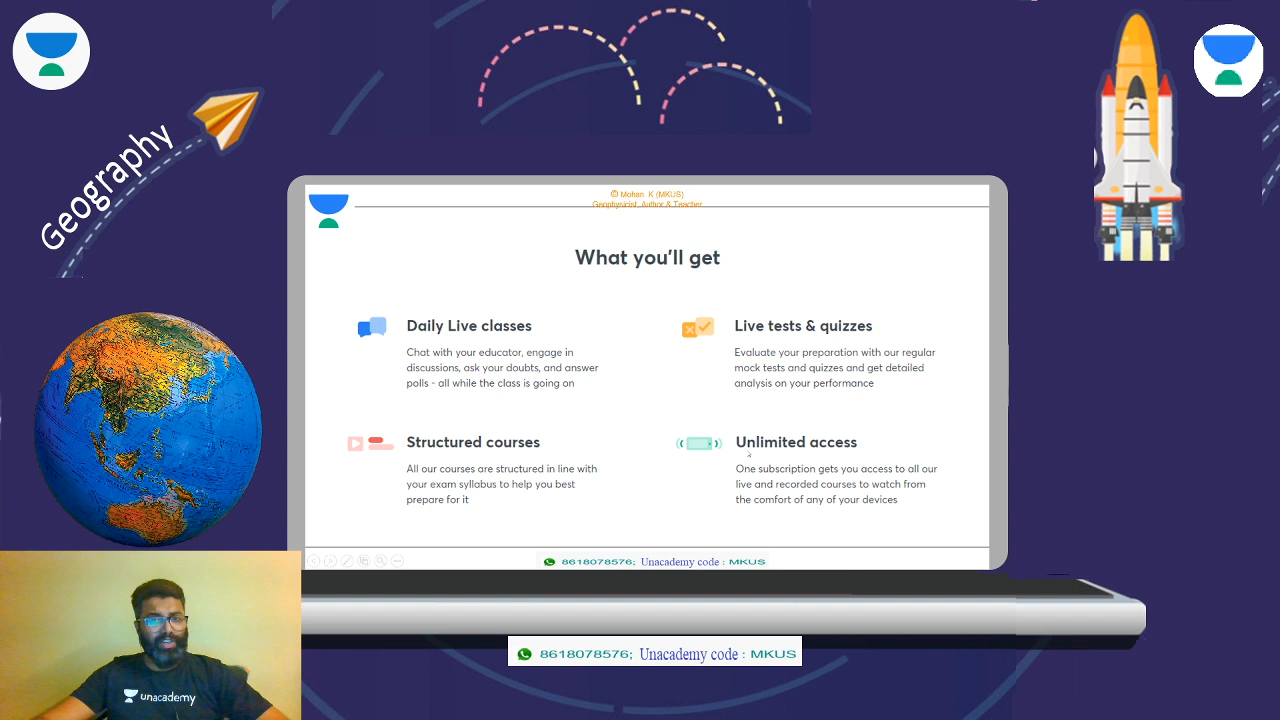 Geography
© Mohan. K (MKUS)
Geophysicist, Author & Teacher
What you'll get
Daily Live classes
Chat with your educator, engage in
discussions, ask your doubts, and answer
polls - all while the class is going on
Live tests & quizzes
Evaluate your preparation with our regular
mock tests and quizzes and get detailed
analysis on your performance
Structured courses
All our courses are structured in line with
your exam syllabus to help you best
prepare for it
Unlimited access
One subscription gets you access to all our
live and recorded courses to watch from
the comfort of any of your devices
8618078576; Unacademy code : MKUS
8618078576; Unacademy code : MKUS
unacademy